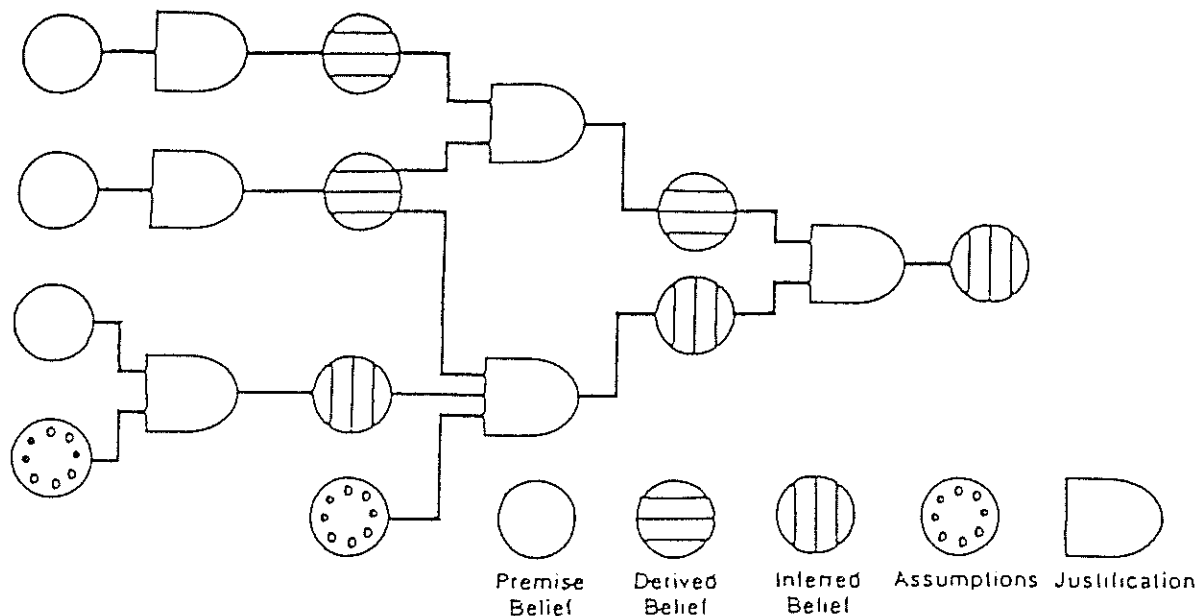 Premise Belief
Derived Belief
Inferred Belief
Assumptions
Justification